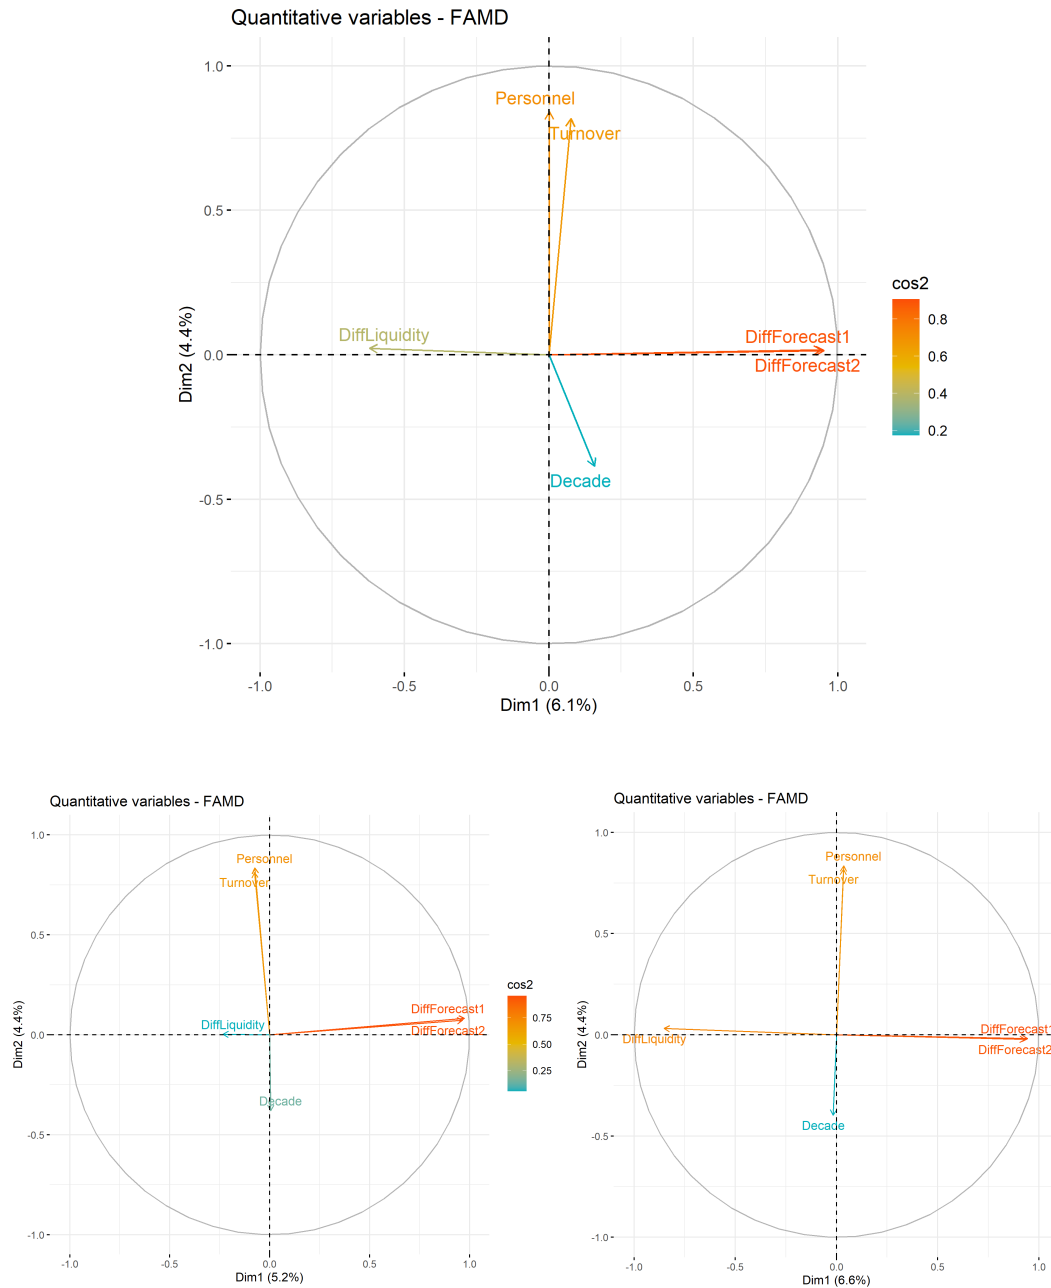 Quantitative variables - FAMD
1.0
Personnel
Turnover
0.5
cos2
0.8
DiffLiquidity
DiffForecast1
0.0
0.6
DiffForecast2
0.4
Dim2 (4.4%)
0.2
Decade
-0.5
-1.0
-1.0 -0.5 0.0 0.5 1.0
Dim1 (6.1%)
Quantitative variables - FAMD
1.0
Personnel
Turnover
0.5
cos2
DiffForecast1
0.75
DiffLiquidity
0.0
DiffForecast2
0.50
Dim2 (4.4%)
0.25
Decade
-0.5
-1.0
-1.0 -0.5 0.0 0.5 1.0
Dim1 (5.2%)
Quantitative variables - FAMD
1.0
Personnel
Turnover
0.5
DiffForecast1
0.0
DiffLiquidity
DiffForecast2
Dim2 (4.4%)
Decade
-0.5
-1.0
-1.0 -0.5 0.0 0.5 1.0
Dim1 (6.6%)